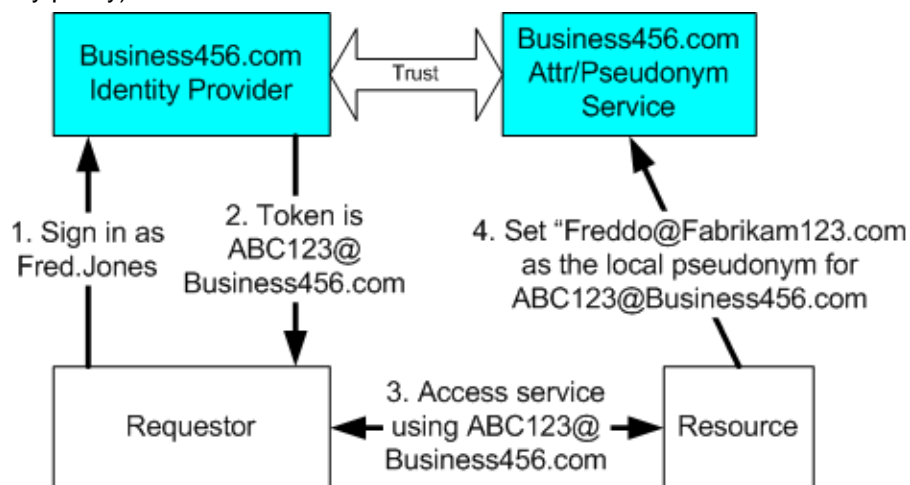 Business456.com
Identity Provider
Trust
Business456.com
Attr/Pseudonym
Service
1. Sign in as
Fred.Jones
2. Token is
ABC123@
Business456.com
4. Set “Freddo@Fabrikam123.com
as the local pseudonym for
ABC123@Business456.com
Requestor
3. Access service
using ABC123@
Business456.com
Resource